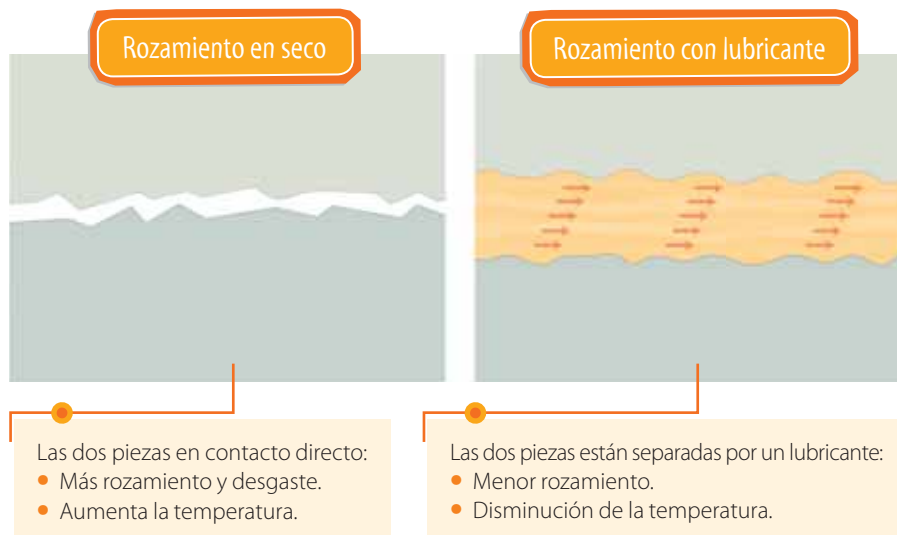 Rozamiento en seco
Rozamiento con lubricante
Las dos piezas en contacto directo:
• Más rozamiento y desgaste.
• Aumenta la temperatura.
Las dos piezas están separadas por un lubricante:
• Menor rozamiento.
• Disminución de la temperatura.